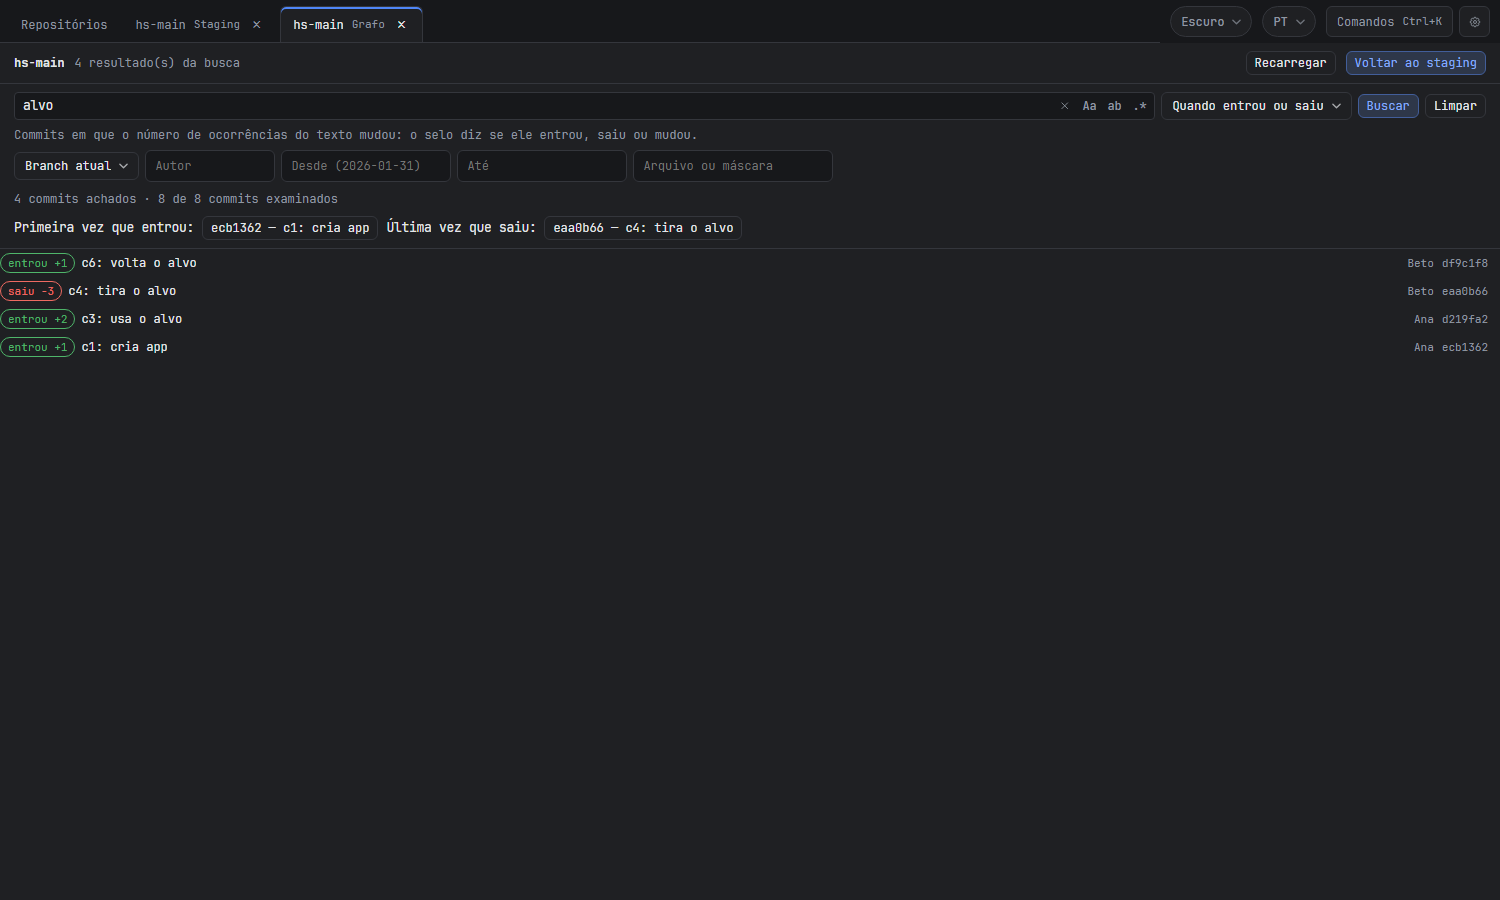 Repositórios hs-main Staging × hs-main Grafo × Escuro PT Comandos Ctrl+K
hs-main 4 resultado(s) da busca Recarregar Voltar ao staging
alvo × Aa ab .* Quando entrou ou saiu Buscar Limpar
Commits em que o número de ocorrências do texto mudou: o selo diz se ele entrou, saiu ou mudou.
Branch atual Autor Desde (2026-01-31) Até Arquivo ou máscara
4 commits achados · 8 de 8 commits examinados
Primeira vez que entrou: ecb1362 — c1: cria app Última vez que saiu: eaa0b66 — c4: tira o alvo
entrou +1 c6: volta o alvo Beto df9c1f8
saiu -3 c4: tira o alvo Beto eaa0b66
entrou +2 c3: usa o alvo Ana d219fa2
entrou +1 c1: cria app Ana ecb1362